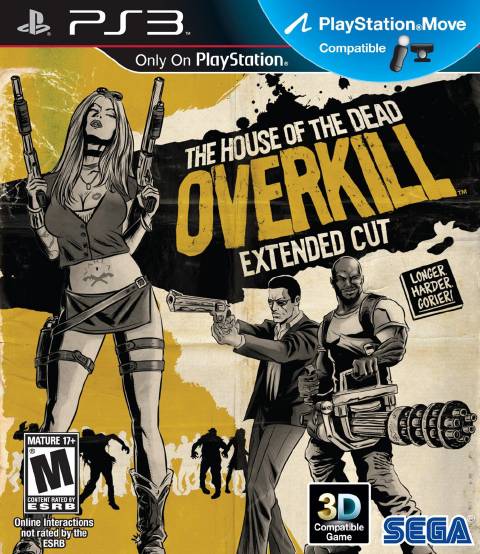 PS3
PlayStation®Move
Compatible
Only On PlayStation®
THE HOUSE OF THE DEAD
OVERKILL™
EXTENDED CUT
LONGER.
HARDER.
GORIER!
MATURE 17+
M
CONTENT RATED BY
ESRB
Online Interactions
not rated by the
ESRB
3D
Compatible
Game
SEGA®